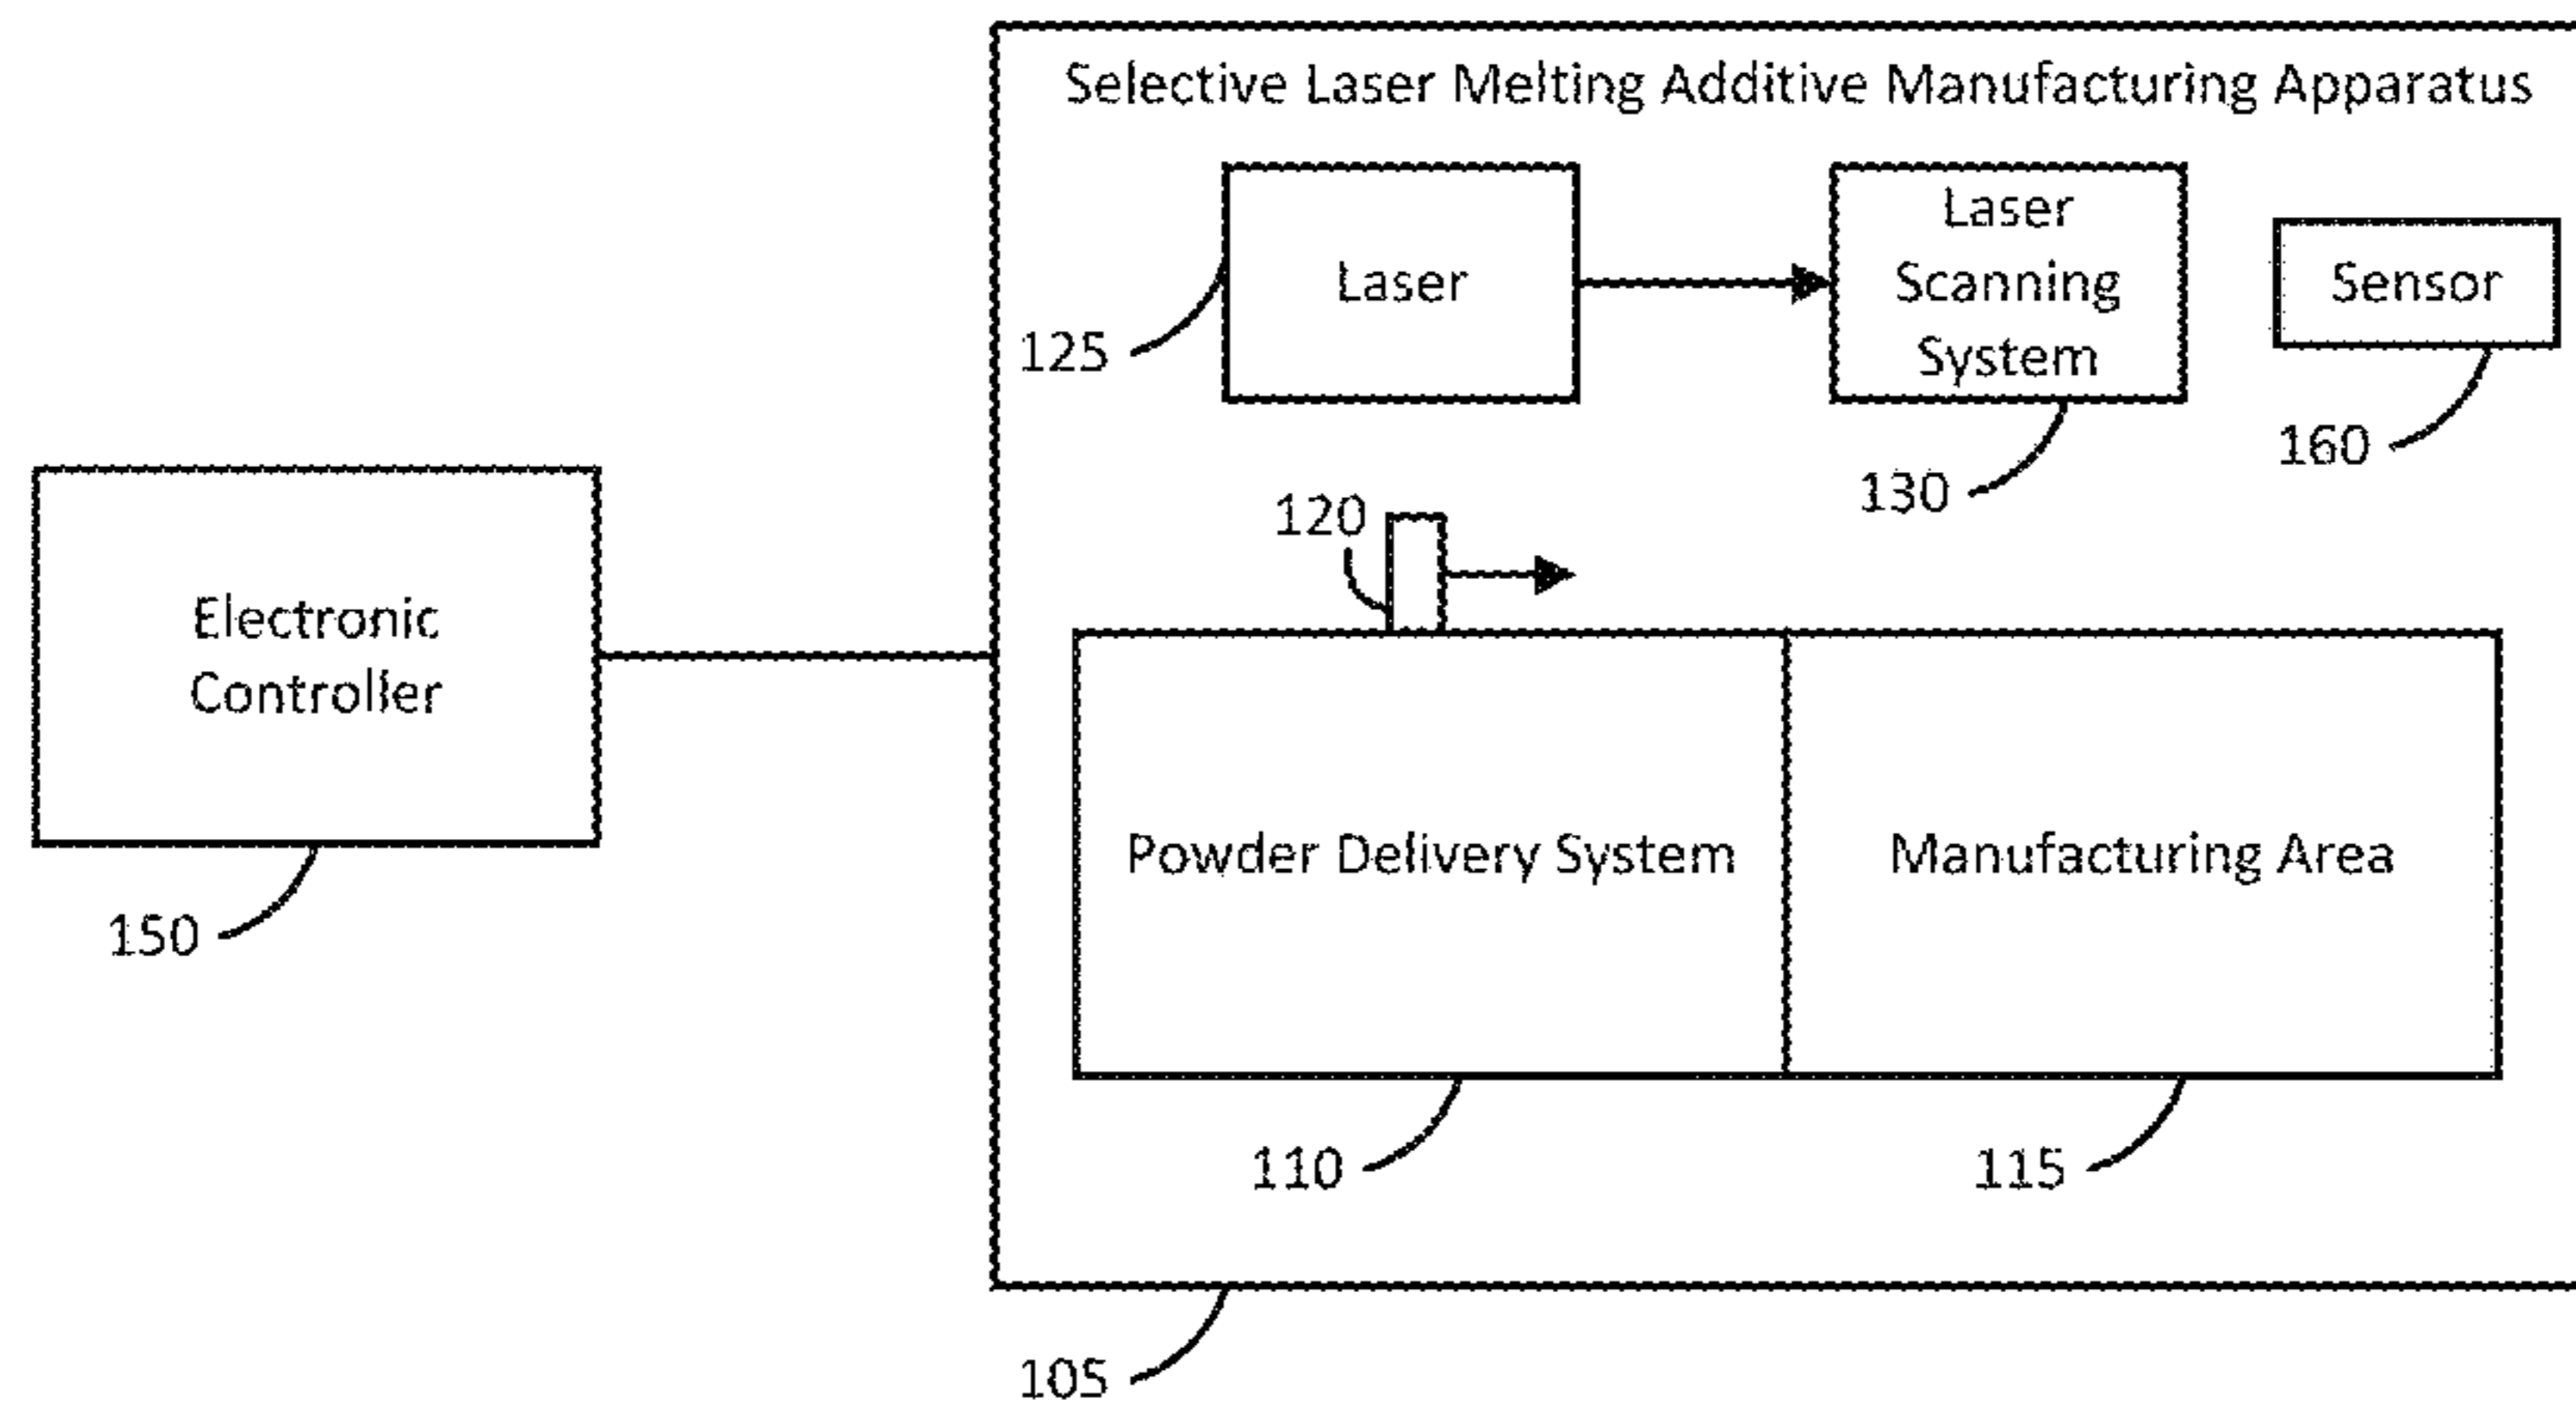 Selective Laser Melting Additive Manufacturing Apparatus
Laser
Laser
Scanning
System
Sensor
125
160
130
120
Electronic
Controller
Powder Delivery System
Manufacturing Area
150
110
115
105